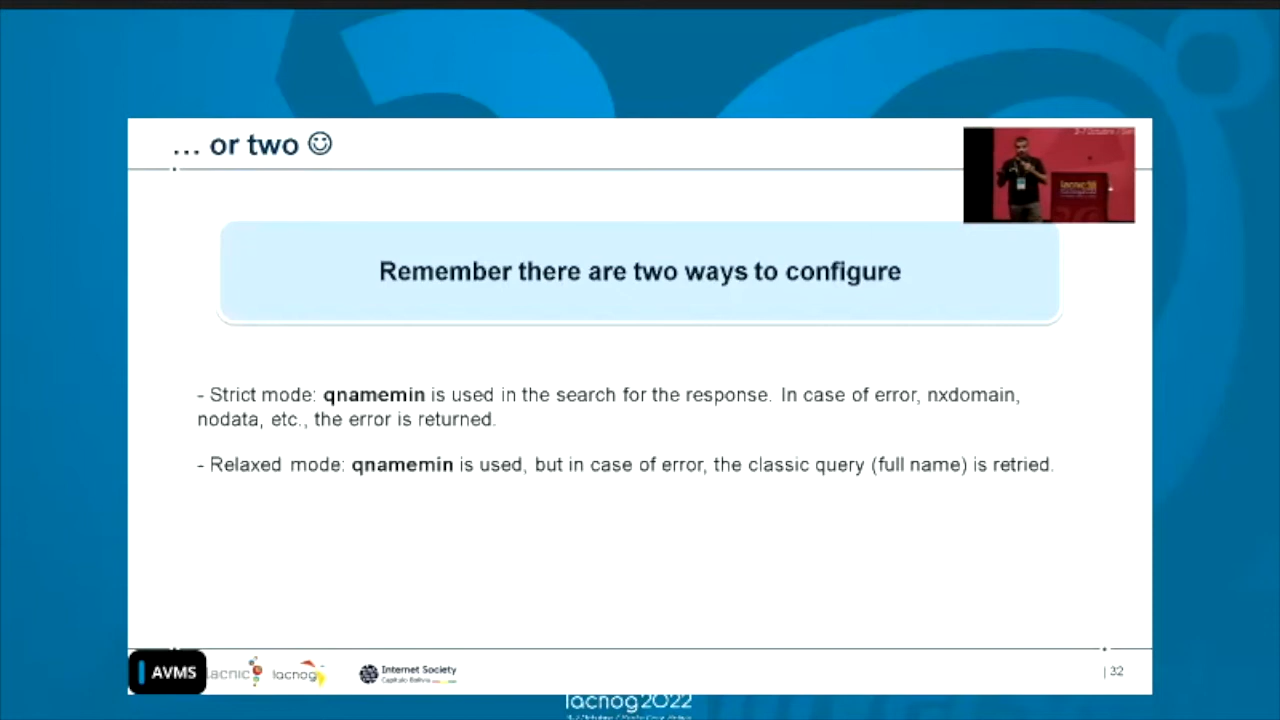 ... or two ☺
Remember there are two ways to configure
- Strict mode: qnamemin is used in the search for the response. In case of error, nxdomain,
nodata, etc., the error is returned.
- Relaxed mode: qnamemin is used, but in case of error, the classic query (full name) is retried.
AVMS
lacnic
lacnog
Internet Society
| 32
lacnog2022